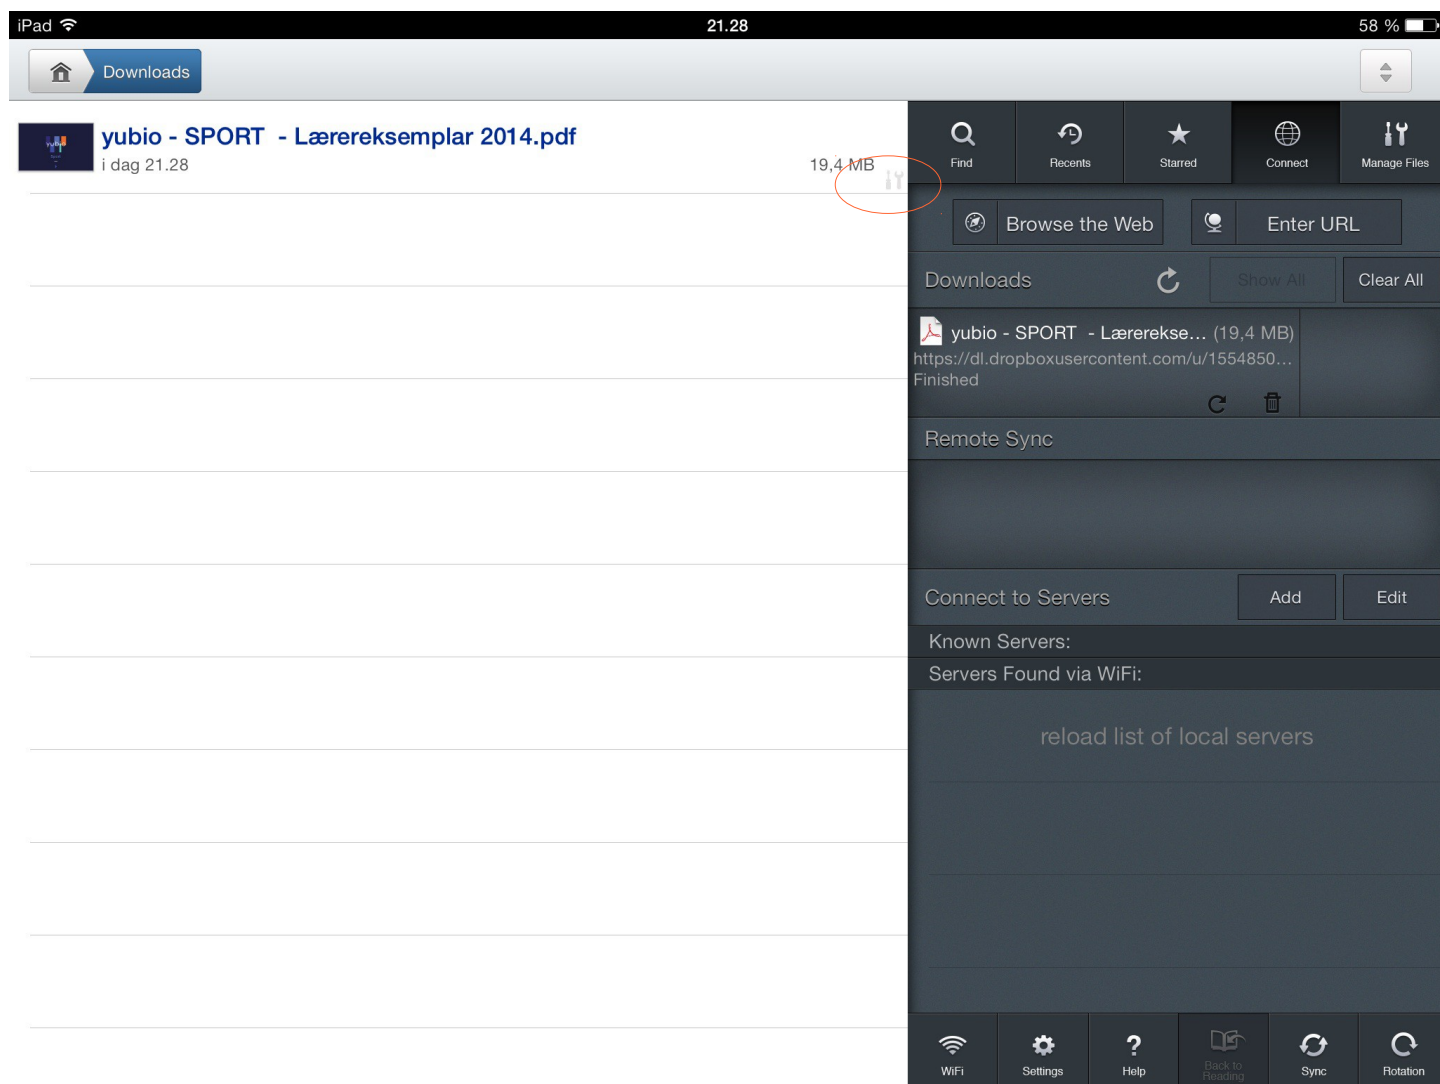 iPad 21.28 58 %
Downloads
yubio - SPORT - Lærereksemplar 2014.pdf
i dag 21.28 19,4 MB
Find Recents Starred Connect Manage Files
Browse the Web Enter URL
Downloads Show All Clear All
yubio - SPORT - Lærerekse... (19,4 MB)
https://dl.dropboxusercontent.com/u/1554850...
Finished
Remote Sync
Connect to Servers Add Edit
Known Servers:
Servers Found via WiFi:
reload list of local servers
WiFi Settings Help Back to Reading Sync Rotation